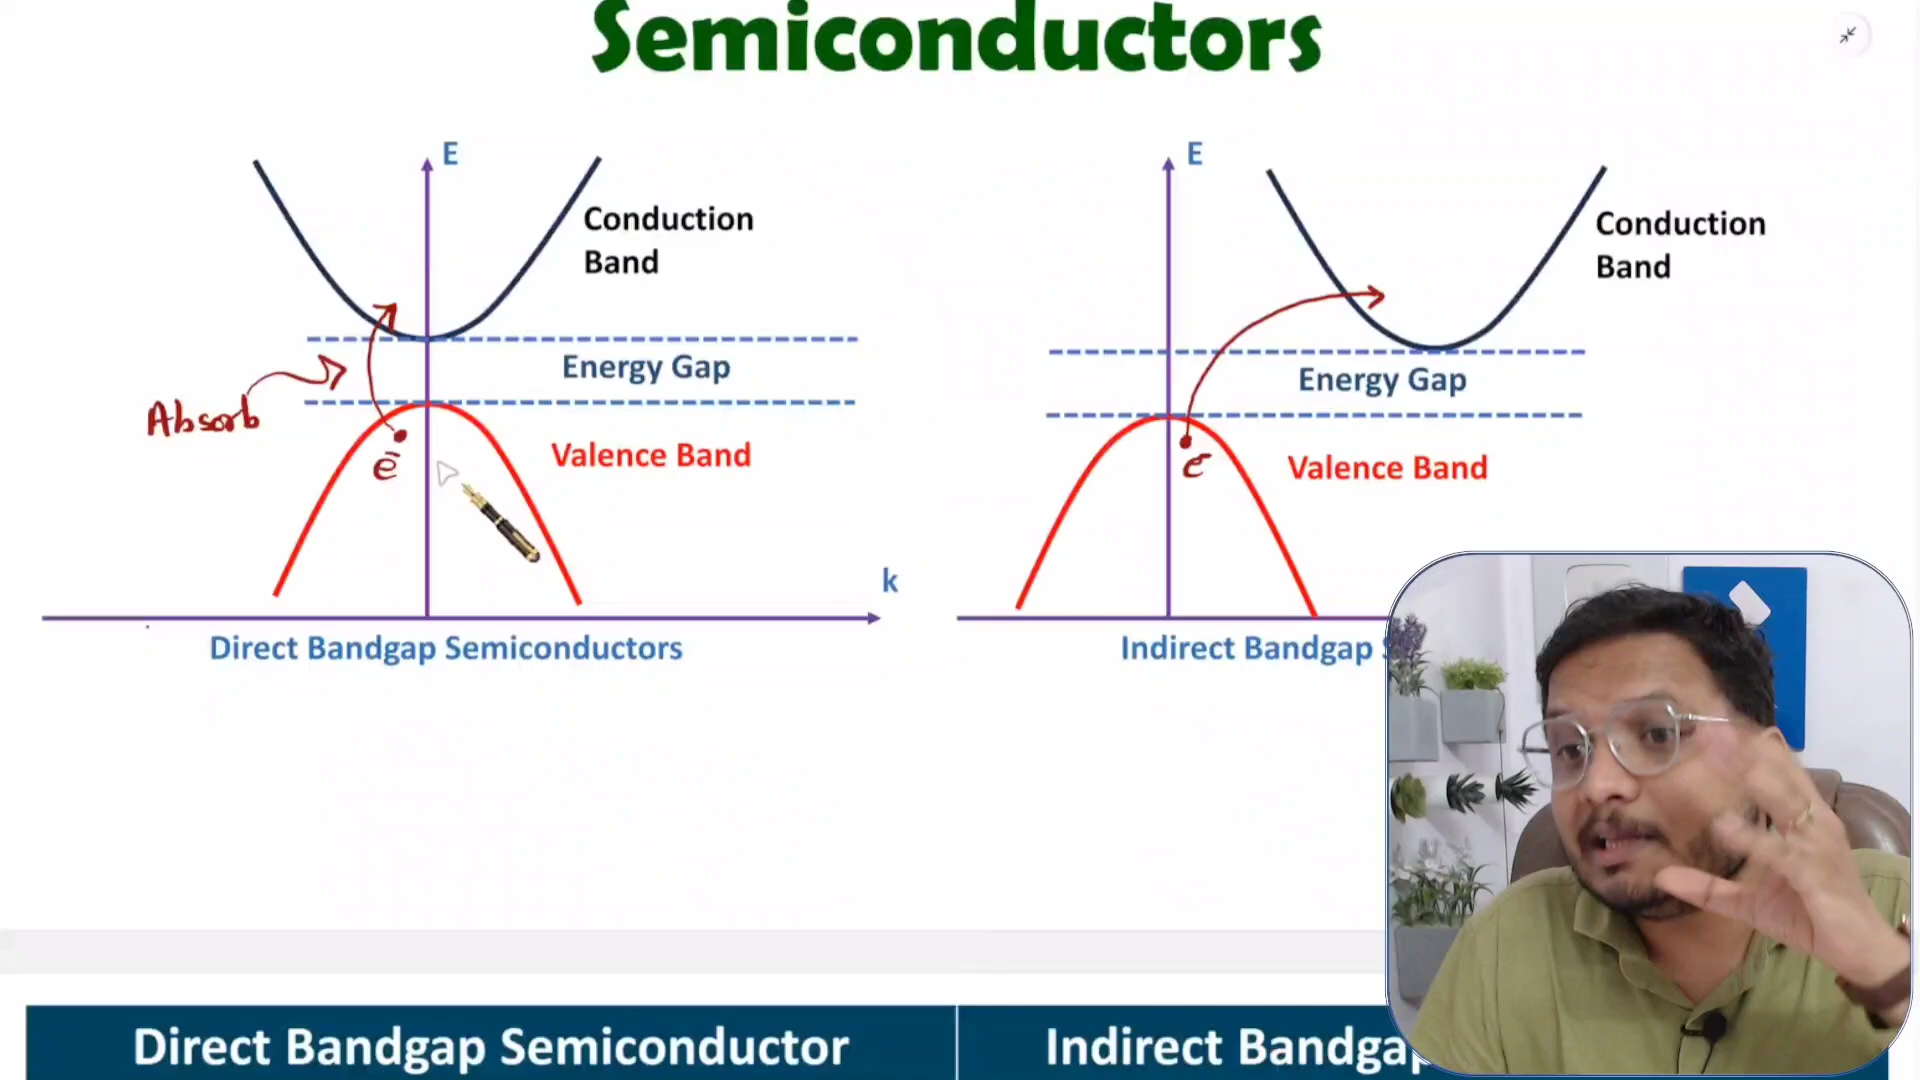 Semiconductors
E
Conduction
Band
Energy Gap
Absorb
Valence Band
e⁻
k
Direct Bandgap Semiconductors
E
Conduction
Band
Energy Gap
Valence Band
e⁻
Indirect Bandgap
Direct Bandgap Semiconductor
Indirect Bandgap